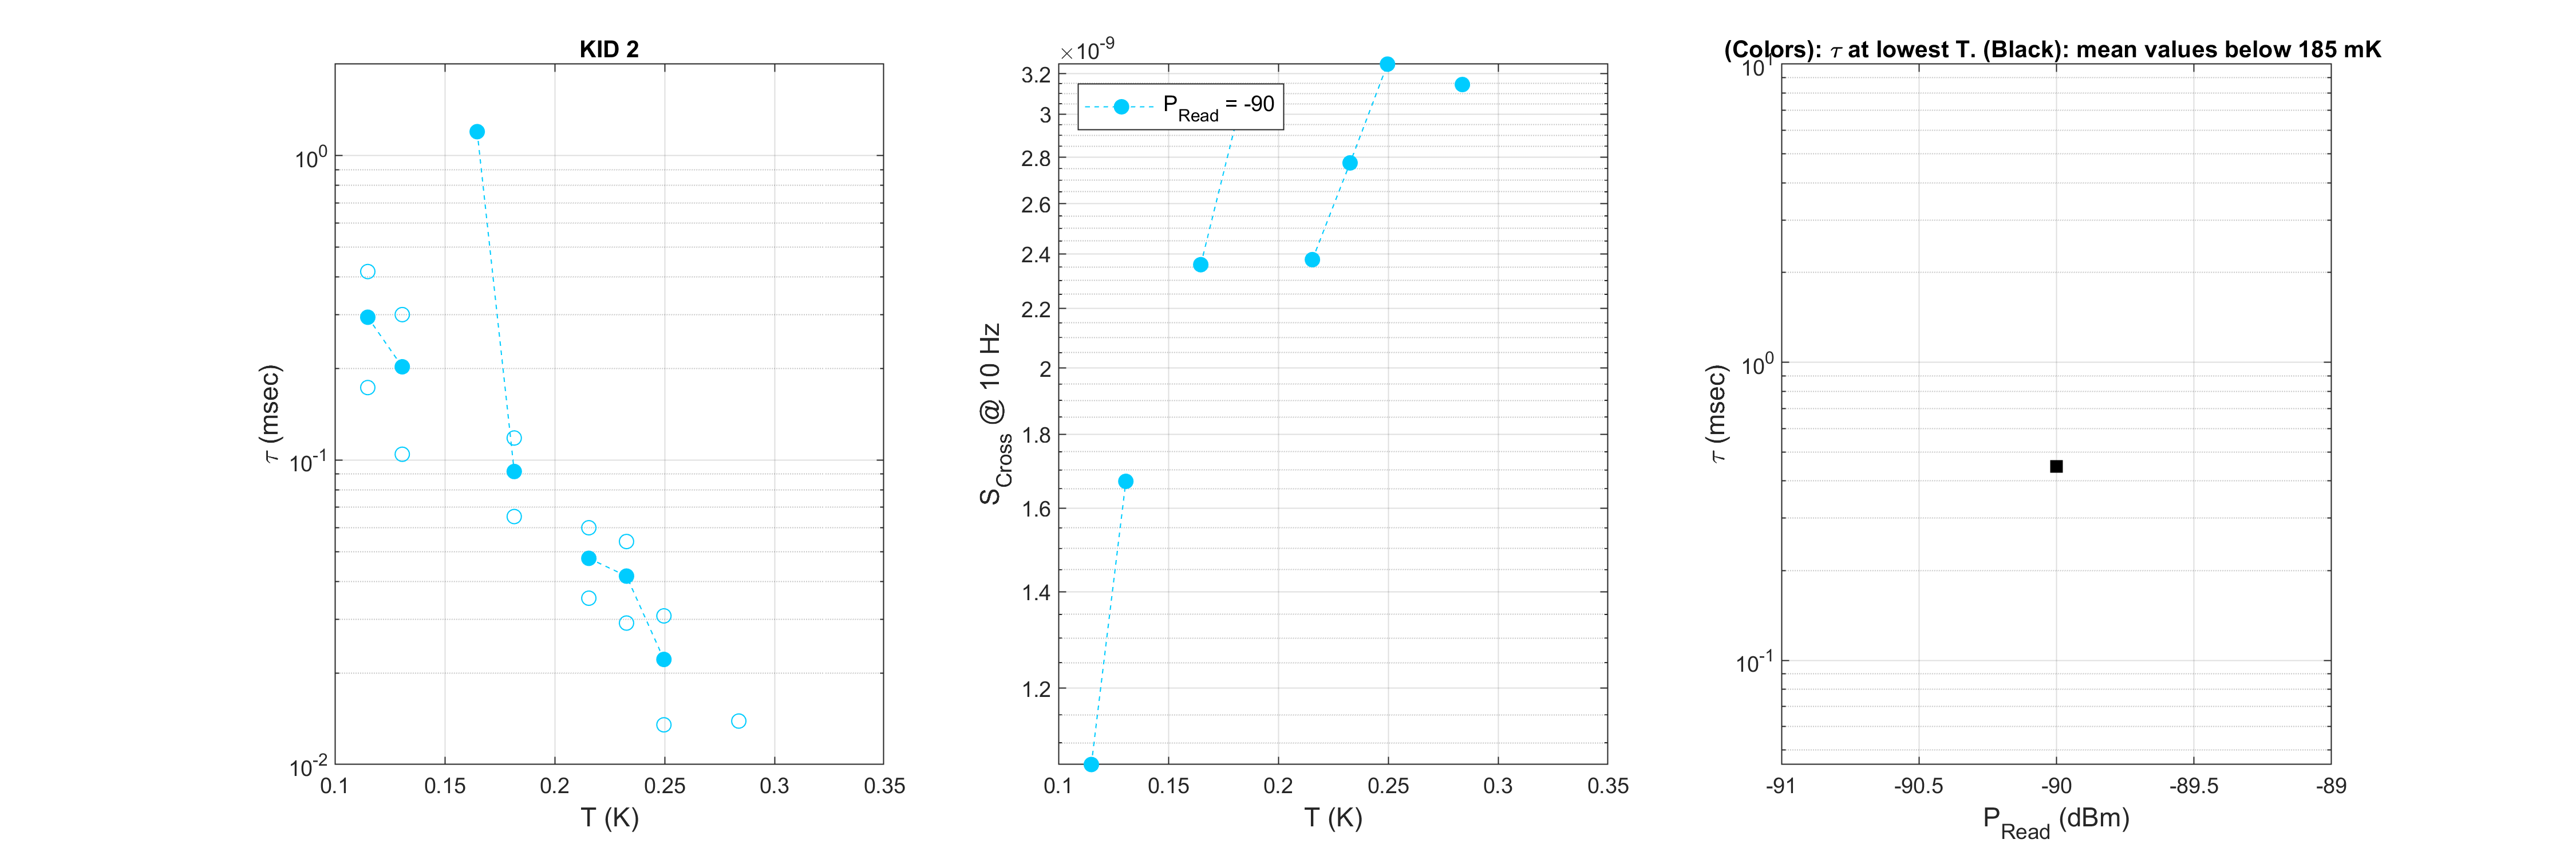 KID 2
10^0
10^-1
10^-2
τ (msec)
0.1 0.15 0.2 0.25 0.3 0.35
T (K)
×10^-9
P_Read = -90
3.2
3
2.8
2.6
2.4
2.2
2
1.8
1.6
1.4
1.2
S_Cross @ 10 Hz
0.1 0.15 0.2 0.25 0.3 0.35
T (K)
(Colors): τ at lowest T. (Black): mean values below 185 mK
10^1
10^0
10^-1
τ (msec)
-91 -90.5 -90 -89.5 -89
P_Read (dBm)